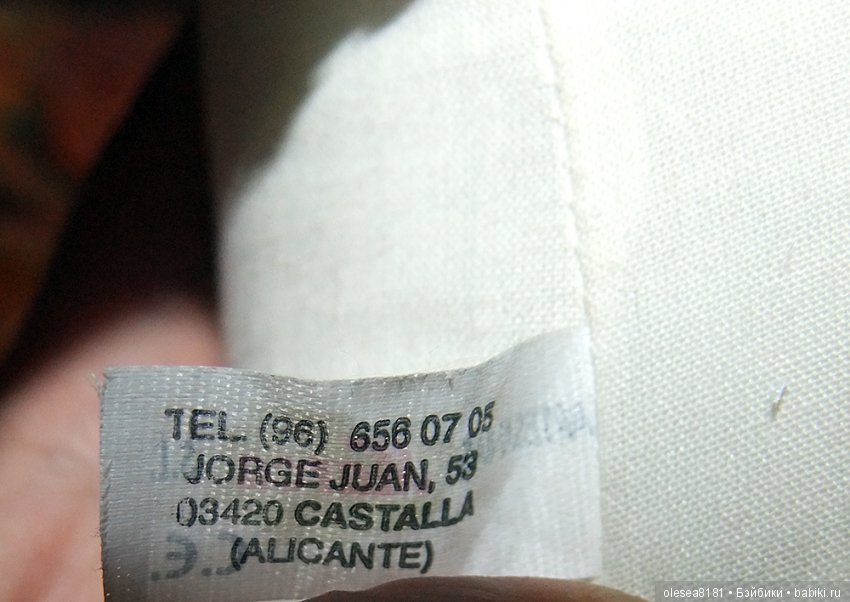 TEL. (96) 656 07 05
JORGE JUAN, 53
03420 CASTALLA
(ALICANTE)
C.E.
olesea8181 • Бэйбики • babiki.ru